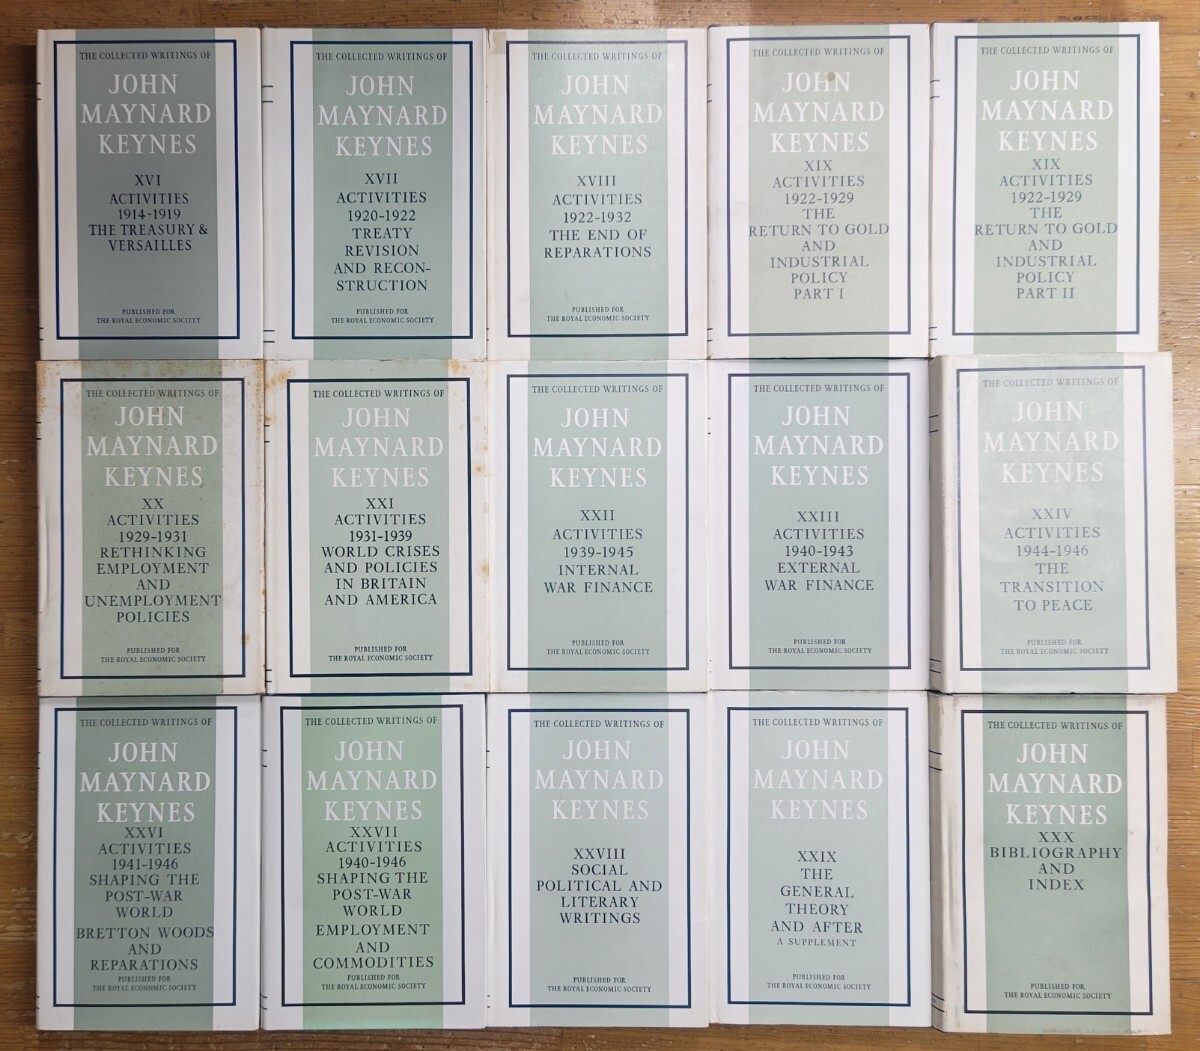 THE COLLECTED WRITINGS OF
JOHN
MAYNARD
KEYNES
XVI
ACTIVITIES
1914-1919
THE TREASURY &
VERSAILLES
PUBLISHED FOR
THE ROYAL ECONOMIC SOCIETY
THE COLLECTED WRITINGS OF
JOHN
MAYNARD
KEYNES
XVII
ACTIVITIES
1920-1922
TREATY
REVISION
AND RECON-
STRUCTION
PUBLISHED FOR
THE ROYAL ECONOMIC SOCIETY
THE COLLECTED WRITINGS OF
JOHN
MAYNARD
KEYNES
XVIII
ACTIVITIES
1922-1932
THE END OF
REPARATIONS
PUBLISHED FOR
THE ROYAL ECONOMIC SOCIETY
THE COLLECTED WRITINGS OF
JOHN
MAYNARD
KEYNES
XIX
ACTIVITIES
1922-1929
THE
RETURN TO GOLD
AND
INDUSTRIAL
POLICY
PART I
THE COLLECTED WRITINGS OF
JOHN
MAYNARD
KEYNES
XIX
ACTIVITIES
1922-1929
THE
RETURN TO GOLD
AND
INDUSTRIAL
POLICY
PART II
THE COLLECTED WRITINGS OF
JOHN
MAYNARD
KEYNES
XX
ACTIVITIES
1929-1931
RETHINKING
EMPLOYMENT
AND
UNEMPLOYMENT
POLICIES
PUBLISHED FOR
THE ROYAL ECONOMIC SOCIETY
THE COLLECTED WRITINGS OF
JOHN
MAYNARD
KEYNES
XXI
ACTIVITIES
1931-1939
WORLD CRISES
AND POLICIES
IN BRITAIN
AND AMERICA
PUBLISHED FOR
THE ROYAL ECONOMIC SOCIETY
THE COLLECTED WRITINGS OF
JOHN
MAYNARD
KEYNES
XXII
ACTIVITIES
1939-1945
INTERNAL
WAR FINANCE
PUBLISHED FOR
THE ROYAL ECONOMIC SOCIETY
THE COLLECTED WRITINGS OF
JOHN
MAYNARD
KEYNES
XXIII
ACTIVITIES
1940-1943
EXTERNAL
WAR FINANCE
PUBLISHED FOR
THE ROYAL ECONOMIC SOCIETY
THE COLLECTED WRITINGS OF
JOHN
MAYNARD
KEYNES
XXIV
ACTIVITIES
1944-1946
THE
TRANSITION
TO PEACE
PUBLISHED FOR
THE ROYAL ECONOMIC SOCIETY
THE COLLECTED WRITINGS OF
JOHN
MAYNARD
KEYNES
XXVI
ACTIVITIES
1941-1946
SHAPING THE
POST-WAR
WORLD
BRETTON WOODS
AND
REPARATIONS
PUBLISHED FOR
THE ROYAL ECONOMIC SOCIETY
THE COLLECTED WRITINGS OF
JOHN
MAYNARD
KEYNES
XXVII
ACTIVITIES
1940-1946
SHAPING THE
POST-WAR
WORLD
EMPLOYMENT
AND
COMMODITIES
PUBLISHED FOR
THE ROYAL ECONOMIC SOCIETY
THE COLLECTED WRITINGS OF
JOHN
MAYNARD
KEYNES
XXVIII
SOCIAL
POLITICAL AND
LITERARY
WRITINGS
PUBLISHED FOR
THE ROYAL ECONOMIC SOCIETY
THE COLLECTED WRITINGS OF
JOHN
MAYNARD
KEYNES
XXIX
THE
GENERAL
THEORY
AND AFTER
A SUPPLEMENT
PUBLISHED FOR
THE ROYAL ECONOMIC SOCIETY
THE COLLECTED WRITINGS OF
JOHN
MAYNARD
KEYNES
XXX
BIBLIOGRAPHY
AND
INDEX
PUBLISHED FOR
THE ROYAL ECONOMIC SOCIETY